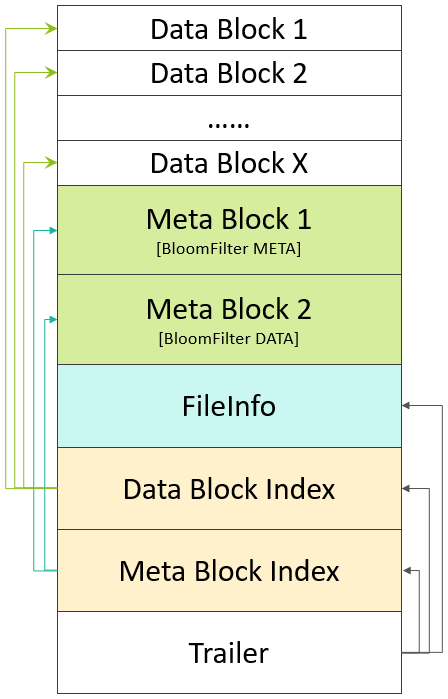 Data Block 1
Data Block 2
......
Data Block X
Meta Block 1
[BloomFilter META]
Meta Block 2
[BloomFilter DATA]
FileInfo
Data Block Index
Meta Block Index
Trailer